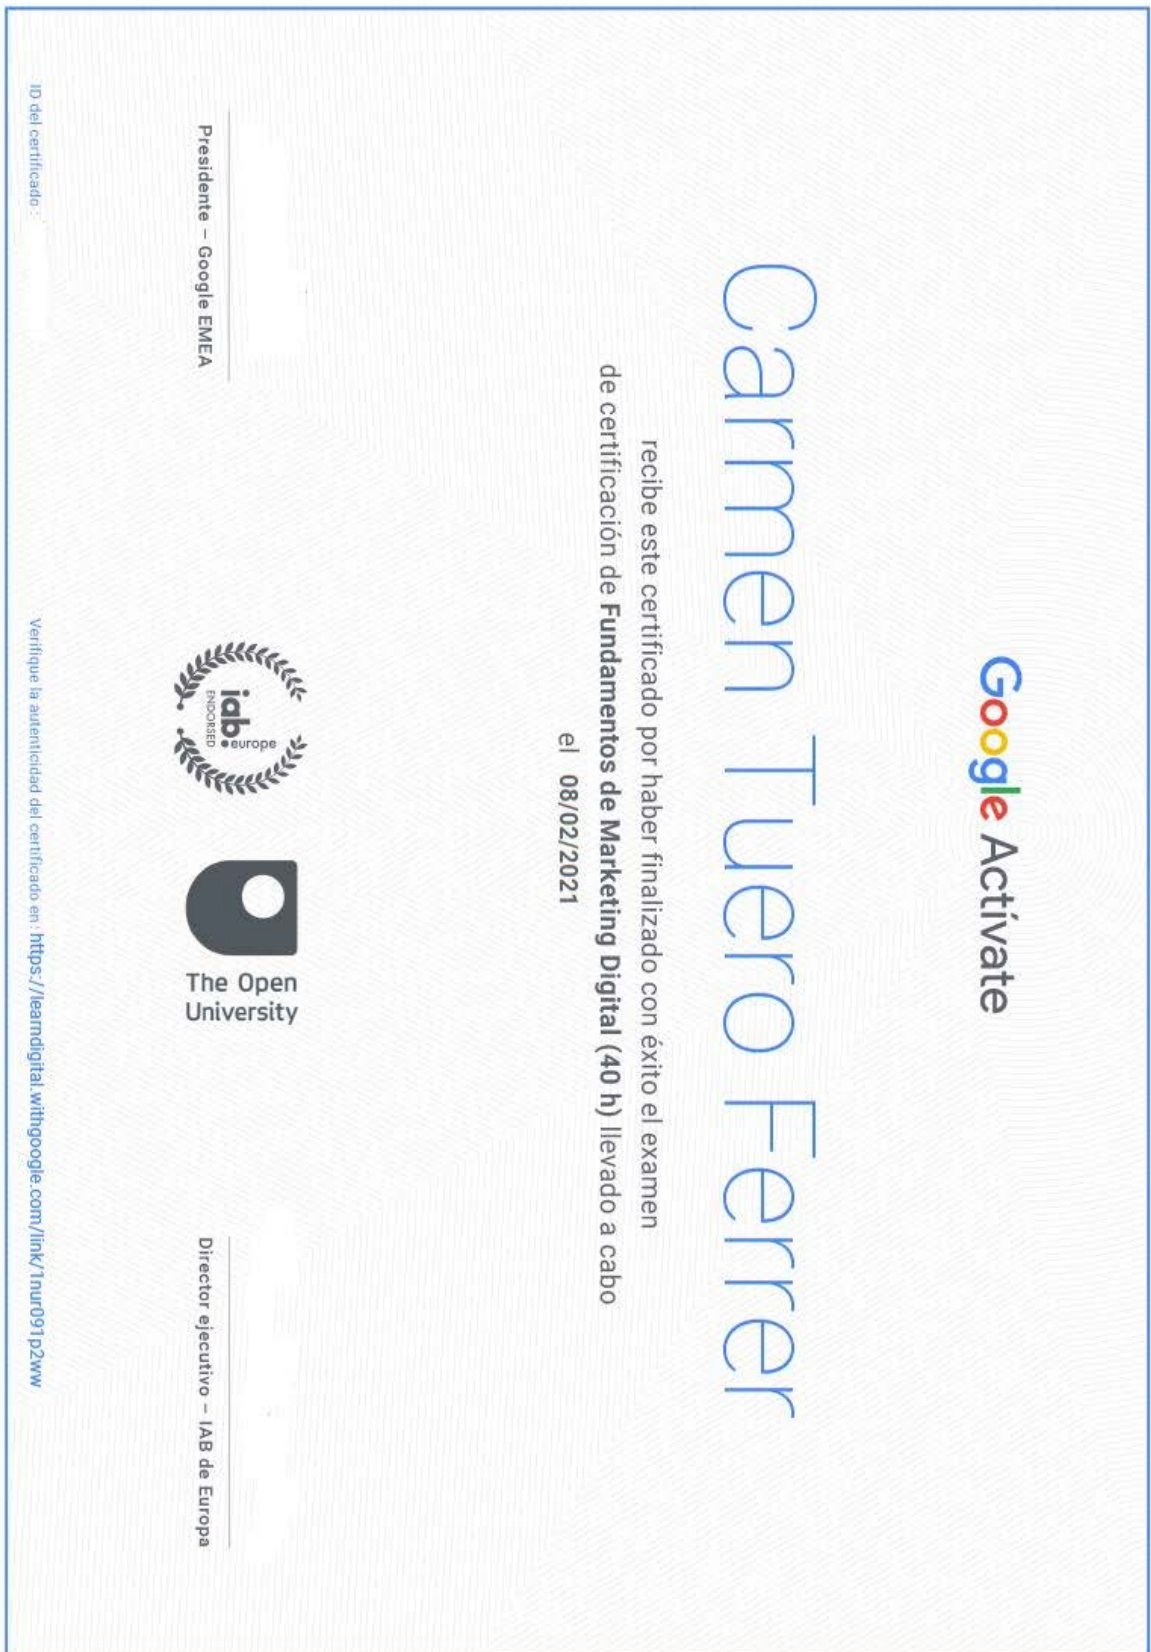 Google Actívate
Carmen Tuero Ferrer
recibe este certificado por haber finalizado con éxito el examen
de certificación de Fundamentos de Marketing Digital (40 h) llevado a cabo
el 08/02/2021
Presidente – Google EMEA
iab.
europe
ENDORSED
The Open
University
Director ejecutivo – IAB de Europa
ID del certificado :
Verifique la autenticidad del certificado en: https://learndigital.withgoogle.com/link/1nur091p2ww